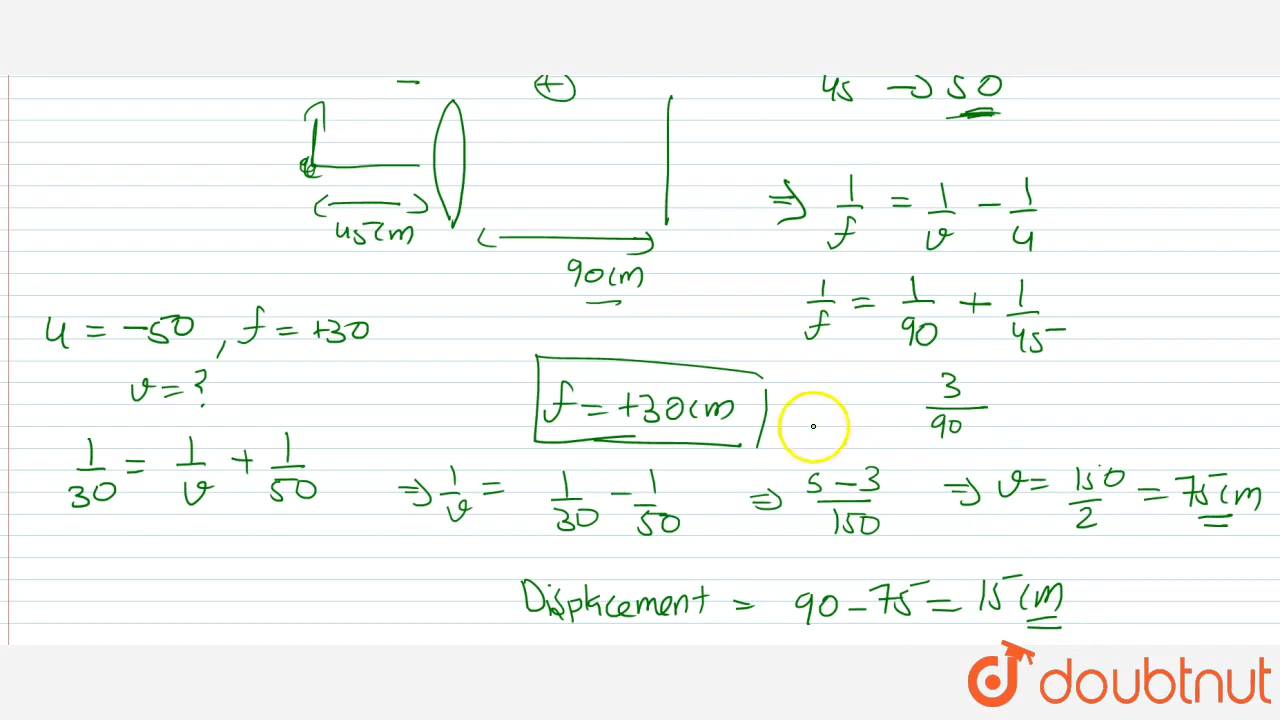 − (+) 45 → 50
45cm
90cm
⇒ 1/f = 1/v − 1/u
1/f = 1/90 + 1/45
u = −50, f = +30
v = ?
f = +30cm
3/90
1/30 = 1/v + 1/50 ⇒ 1/v = 1/30 − 1/50 ⇒ 5−3/150 ⇒ v = 150/2 = 75cm
Displacement = 90 − 75 = 15cm
doubtnut